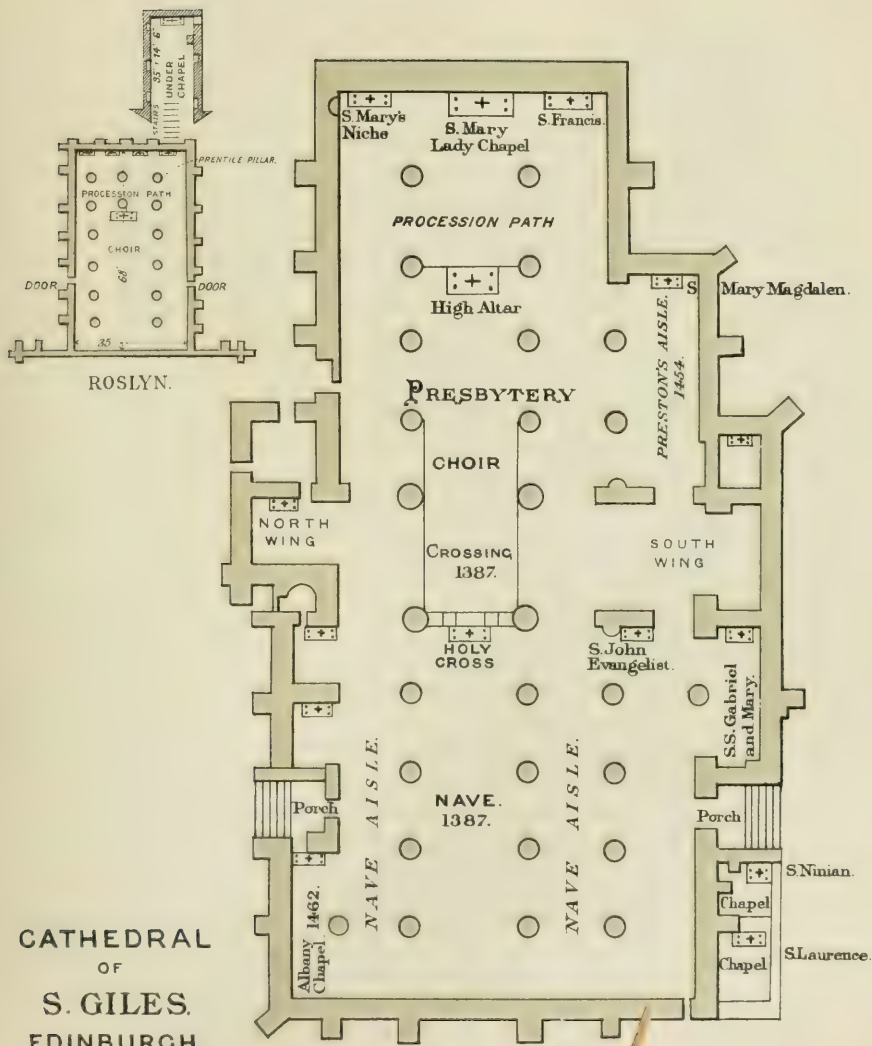 35' × 14' 6"
UNDER
CHAPEL
STAIRS
PRENTICE PILLAR.
PROCESSION PATH
CHOIR
68'
DOOR
DOOR
35
ROSLYN.
S. Mary's
Niche
S. Mary
Lady Chapel
S. Francis.
PROCESSION PATH
High Altar
S Mary Magdalen.
PRESTON'S AISLE.
1454.
PRESBYTERY
CHOIR
NORTH
WING
CROSSING
1387.
SOUTH
WING
HOLY
CROSS
S. John
Evangelist.
S.S. Gabriel
and Mary.
NAVE AISLE.
NAVE.
1387.
NAVE AISLE.
Porch
Porch
Albany 1462.
Chapel.
S. Ninian.
Chapel
S. Laurence.
Chapel
CATHEDRAL
OF
S. GILES.
EDINBURGH